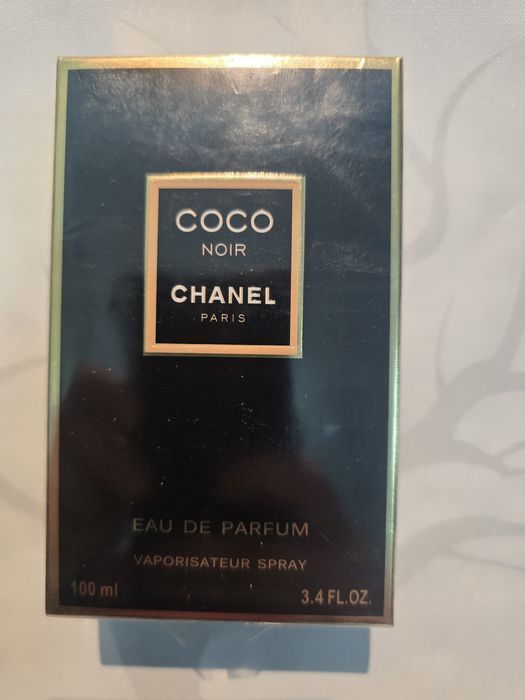 COCO
NOIR
CHANEL
PARIS
EAU DE PARFUM
VAPORISATEUR SPRAY
100 ml
3.4 FL.OZ.